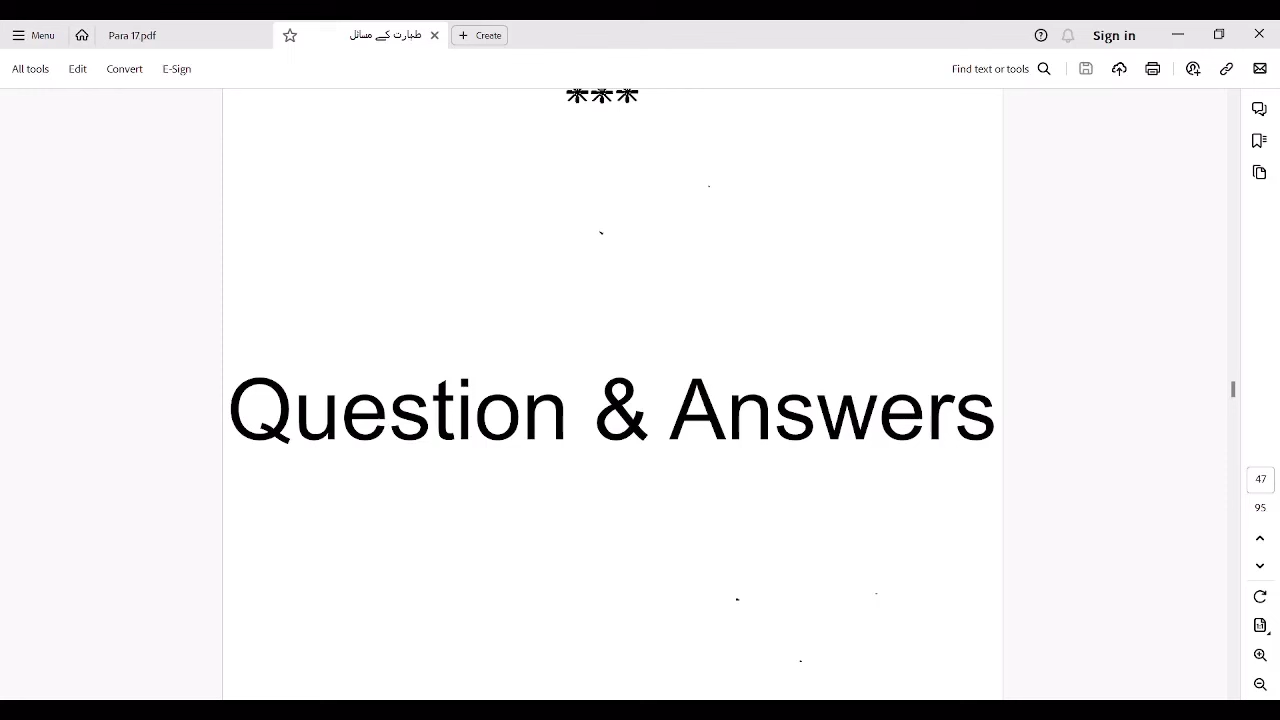 Menu
Para 17.pdf
طہارت کے مسائل
Create
Sign in
All tools
Edit
Convert
E-Sign
Find text or tools
***
Question & Answers
47
95